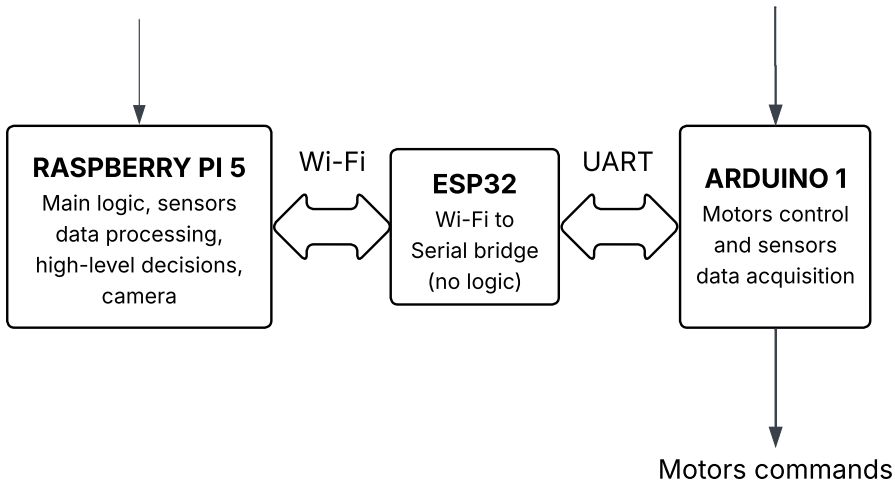 Wi-Fi
UART
RASPBERRY PI 5
Main logic, sensors
data processing,
high-level decisions,
camera
ESP32
Wi-Fi to
Serial bridge
(no logic)
ARDUINO 1
Motors control
and sensors
data acquisition
Motors commands